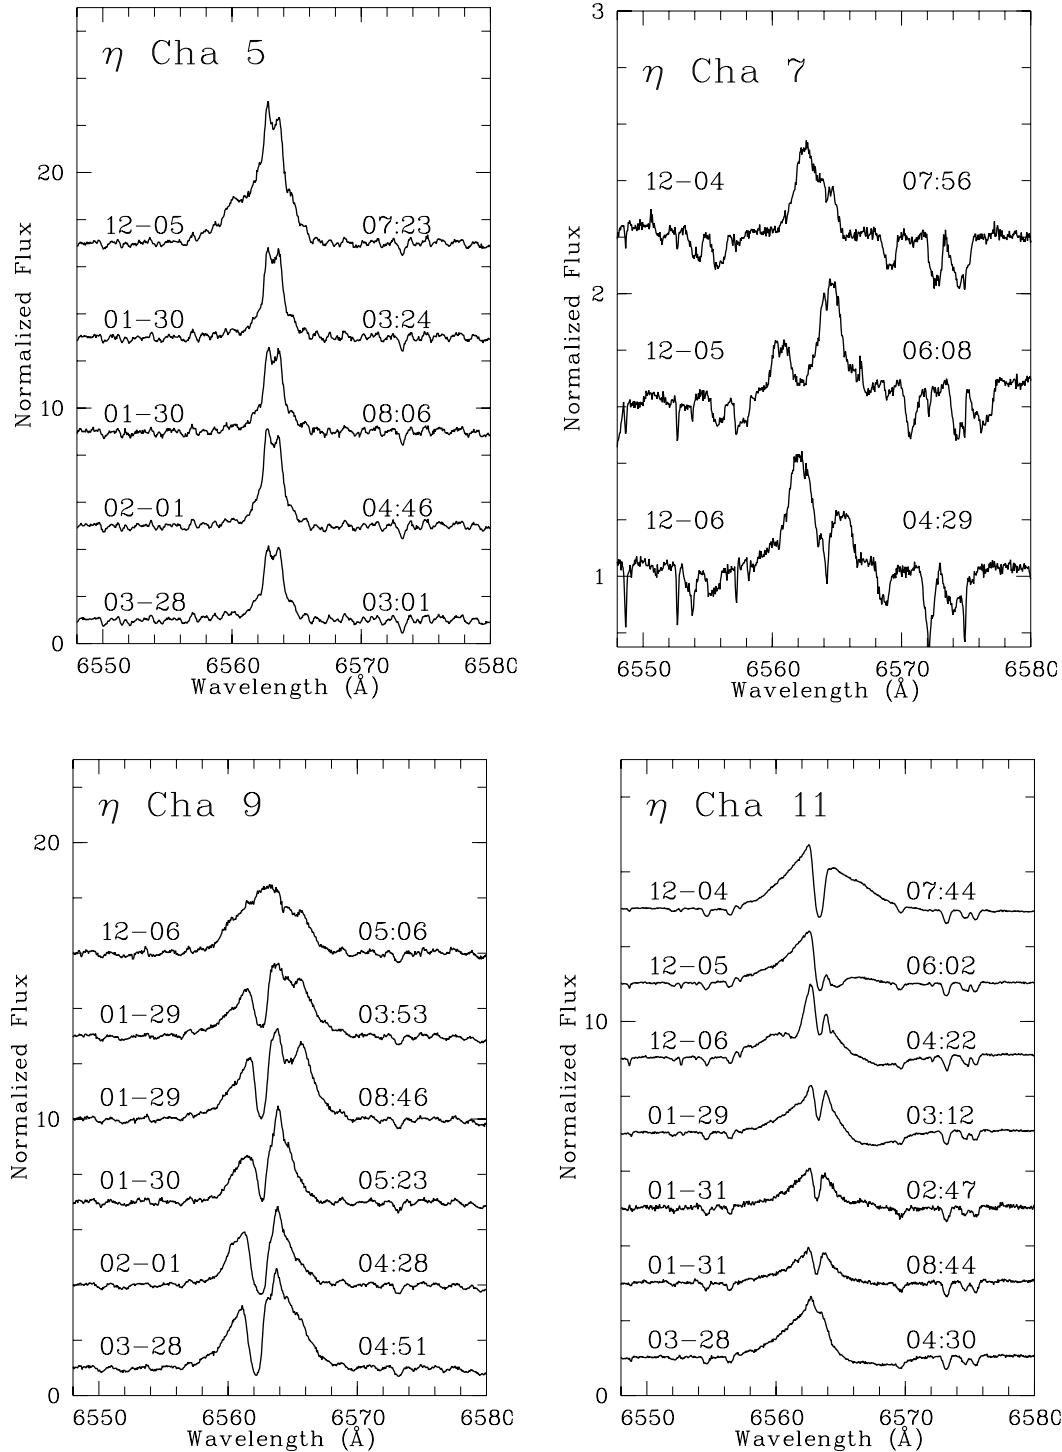 η Cha 5
20
12-05 07:23
01-30 03:24
10
01-30 08:06
02-01 04:46
03-28 03:01
0
6550 6560 6570 6580
Wavelength (Å)
Normalized Flux
η Cha 7
3
12-04 07:56
2
12-05 06:08
12-06 04:29
1
6550 6560 6570 6580
Wavelength (Å)
Normalized Flux
η Cha 9
20
12-06 05:06
01-29 03:53
01-29 08:46
10
01-30 05:23
02-01 04:28
03-28 04:51
0
6550 6560 6570 6580
Wavelength (Å)
Normalized Flux
η Cha 11
12-04 07:44
12-05 06:02
10
12-06 04:22
01-29 03:12
01-31 02:47
01-31 08:44
03-28 04:30
0
6550 6560 6570 6580
Wavelength (Å)
Normalized Flux